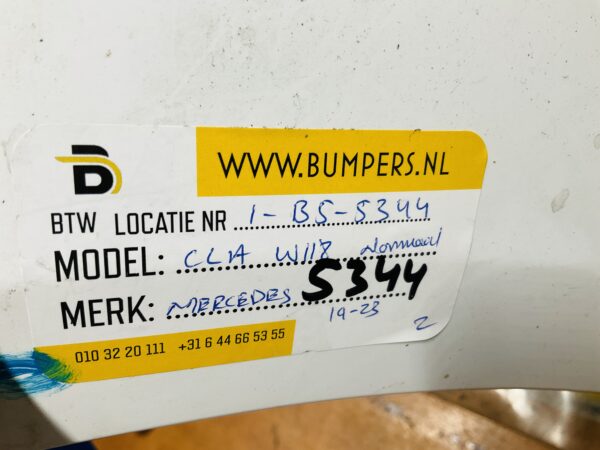 B
WWW.BUMPERS.NL
BTW LOCATIE NR 1-B5-5344
MODEL: CLA W118 Normaal
MERK: MERCEDES 5344
19-23 2
010 32 20 111 +31 6 44 66 53 55